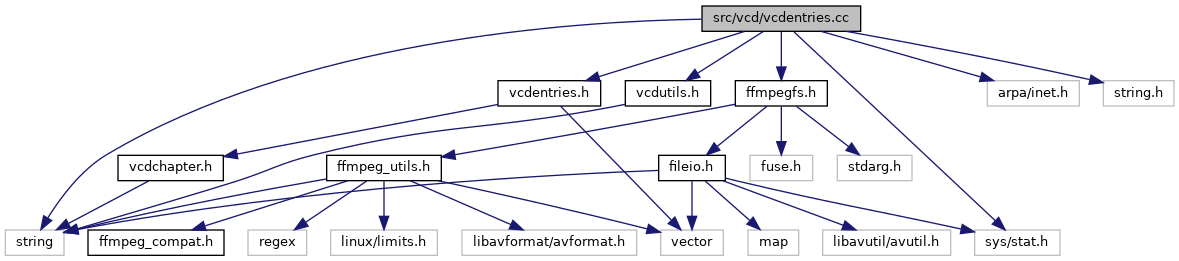 src/vcd/vcdentries.cc
vcdentries.h
vcdutils.h
ffmpegfs.h
arpa/inet.h
string.h
vcdchapter.h
ffmpeg_utils.h
fileio.h
fuse.h
stdarg.h
string
ffmpeg_compat.h
regex
linux/limits.h
libavformat/avformat.h
vector
map
libavutil/avutil.h
sys/stat.h